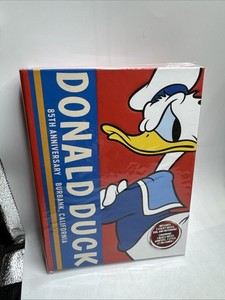 DONALD DUCK
85TH ANNIVERSARY BURBANK, CALIFORNIA